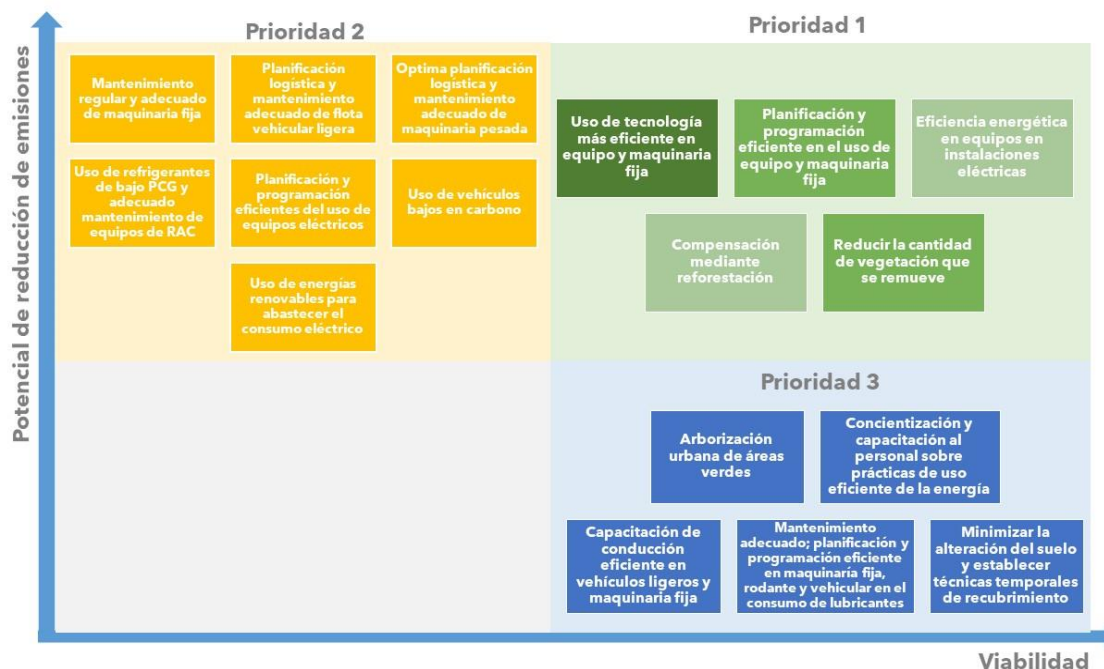 Potencial de reducción de emisiones
Prioridad 2
Mantenimiento
regular y adecuado
de maquinaria fija
Planificación
logística y
mantenimiento
adecuado de flota
vehicular ligera
Optima planificación
logística y
mantenimiento
adecuado de
maquinaria pesada
Uso de refrigerantes
de bajo PCG y
adecuado
mantenimiento de
equipos de RAC
Planificación y
programación
eficientes del uso de
equipos eléctricos
Uso de vehículos
bajos en carbono
Uso de energías
renovables para
abastecer el
consumo eléctrico
Prioridad 1
Uso de tecnología
más eficiente en
equipo y maquinaria
fija
Planificación y
programación
eficiente en el uso de
equipo y maquinaria
fija
Eficiencia energética
en equipos en
instalaciones
eléctricas
Compensación
mediante
reforestación
Reducir la cantidad
de vegetación que
se remueve
Prioridad 3
Arborización
urbana de áreas
verdes
Concientización y
capacitación al
personal sobre
prácticas de uso
eficiente de la energía
Capacitación de
conducción
eficiente en
vehículos ligeros y
maquinaria fija
Mantenimiento
adecuado; planificación y
programación eficiente
en maquinaría fija,
rodante y vehicular en el
consumo de lubricantes
Minimizar la
alteración del suelo
y establecer
técnicas temporales
de recubrimiento
Viabilidad